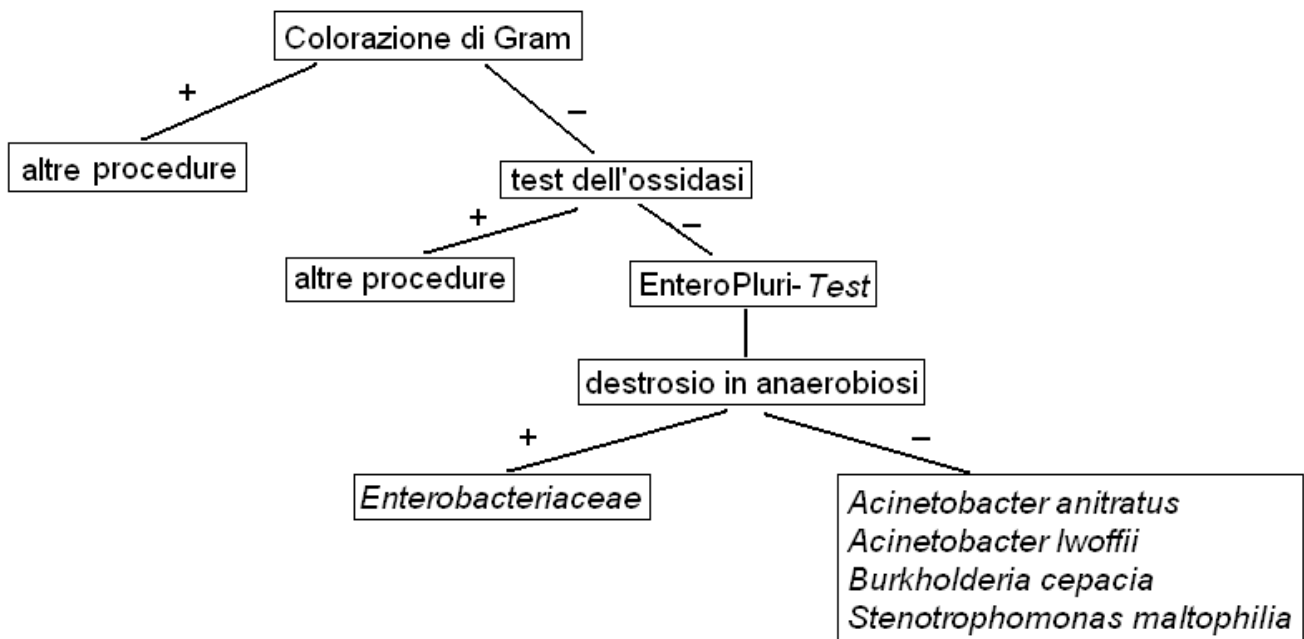 Colorazione di Gram
+
–
altre procedure
test dell'ossidasi
+
–
altre procedure
EnteroPluri-Test
destrosio in anaerobiosi
+
–
Enterobacteriaceae
Acinetobacter anitratus
Acinetobacter lwoffii
Burkholderia cepacia
Stenotrophomonas maltophilia